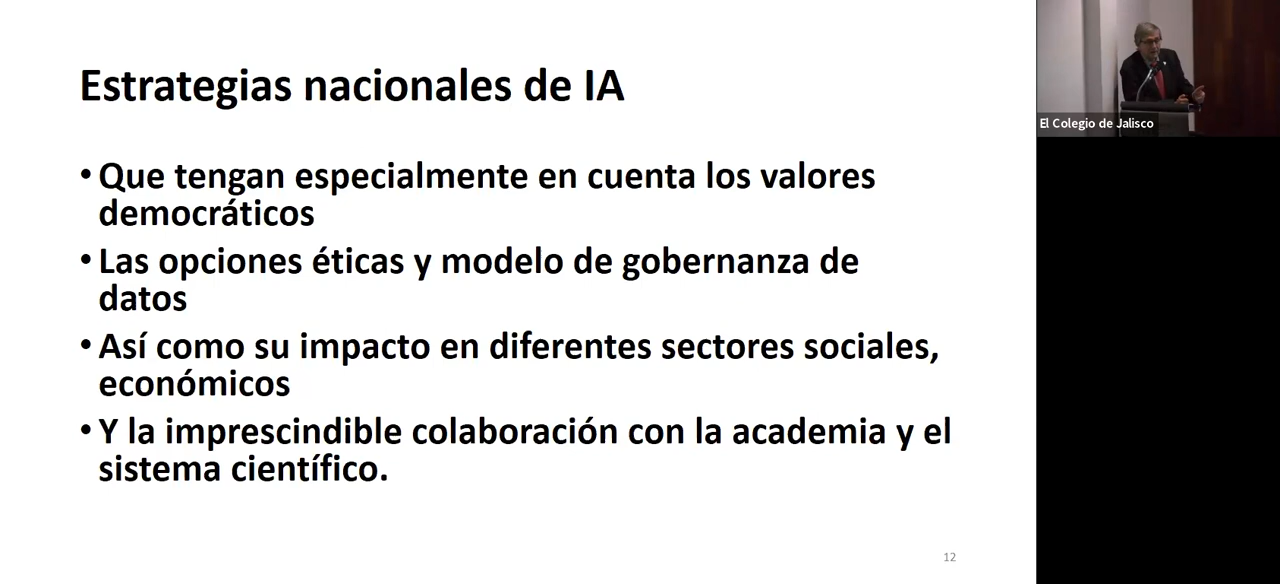 Estrategias nacionales de IA
• Que tengan especialmente en cuenta los valores
democráticos
• Las opciones éticas y modelo de gobernanza de
datos
• Así como su impacto en diferentes sectores sociales,
económicos
• Y la imprescindible colaboración con la academia y el
sistema científico.
12
El Colegio de Jalisco